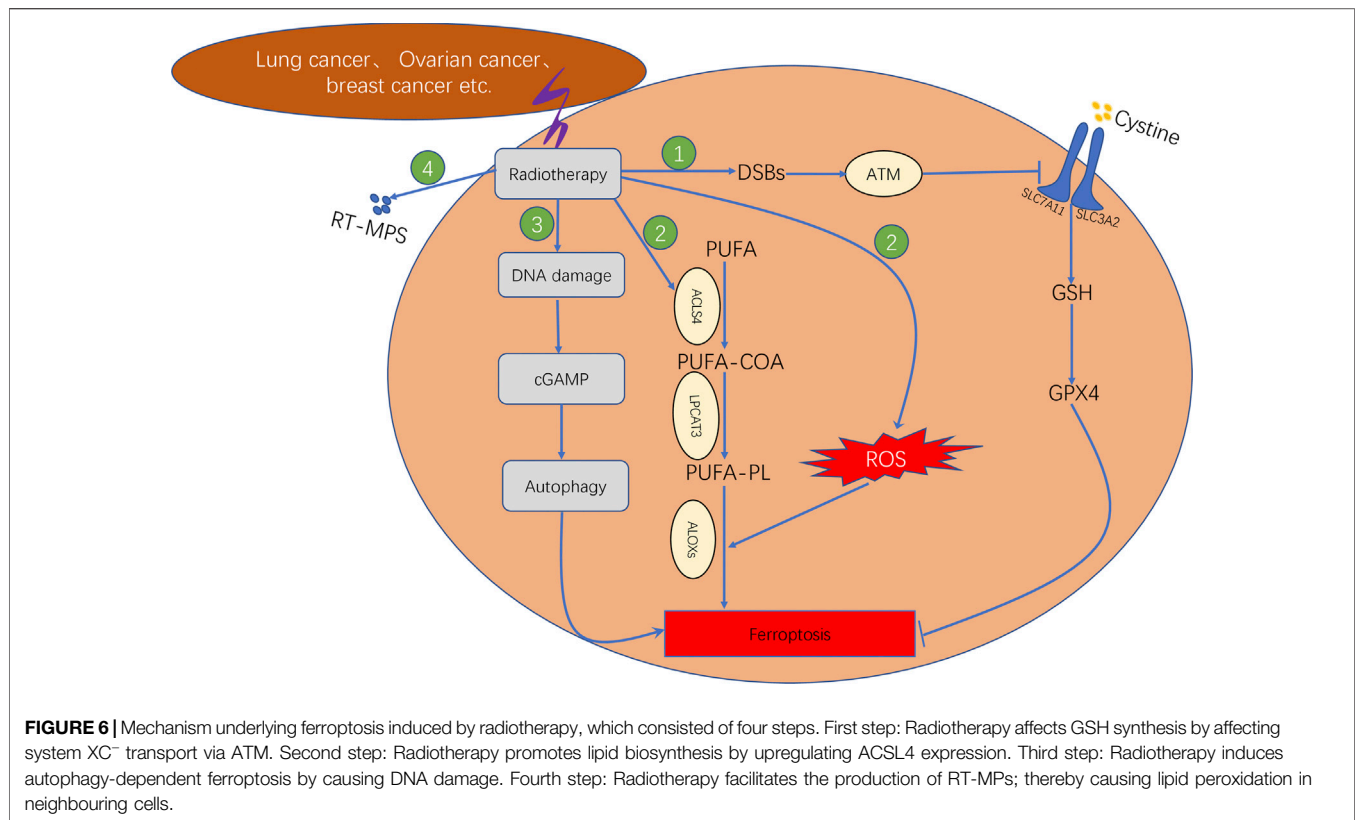 Lung cancer、 Ovarian cancer、
breast cancer etc.
Cystine
4
1
Radiotherapy
DSBs
ATM
SLC7A11
SLC3A2
RT-MPS
3
2
2
PUFA
DNA damage
ACLS4
GSH
PUFA-COA
cGAMP
LPCAT3
GPX4
ROS
PUFA-PL
Autophagy
ALOXs
Ferroptosis
FIGURE 6 | Mechanism underlying ferroptosis induced by radiotherapy, which consisted of four steps. First step: Radiotherapy affects GSH synthesis by affecting
system XC⁻ transport via ATM. Second step: Radiotherapy promotes lipid biosynthesis by upregulating ACSL4 expression. Third step: Radiotherapy induces
autophagy-dependent ferroptosis by causing DNA damage. Fourth step: Radiotherapy facilitates the production of RT-MPs; thereby causing lipid peroxidation in
neighbouring cells.